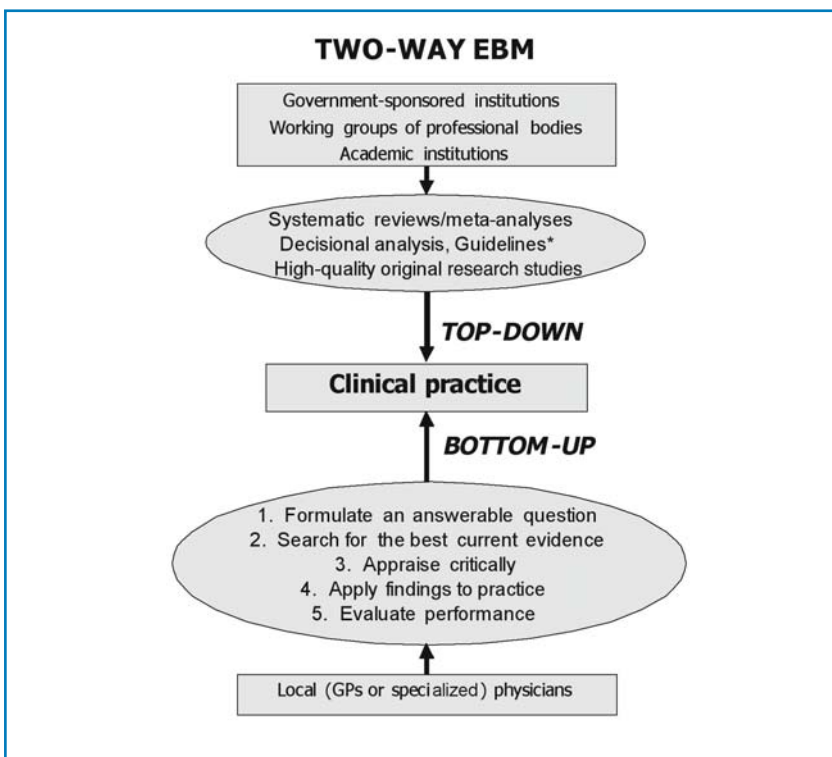 TWO-WAY EBM
Government-sponsored institutions
Working groups of professional bodies
Academic institutions
Systematic reviews/meta-analyses
Decisional analysis, Guidelines*
High-quality original research studies
TOP-DOWN
Clinical practice
BOTTOM-UP
1. Formulate an answerable question
2. Search for the best current evidence
3. Appraise critically
4. Apply findings to practice
5. Evaluate performance
Local (GPs or specialized) physicians